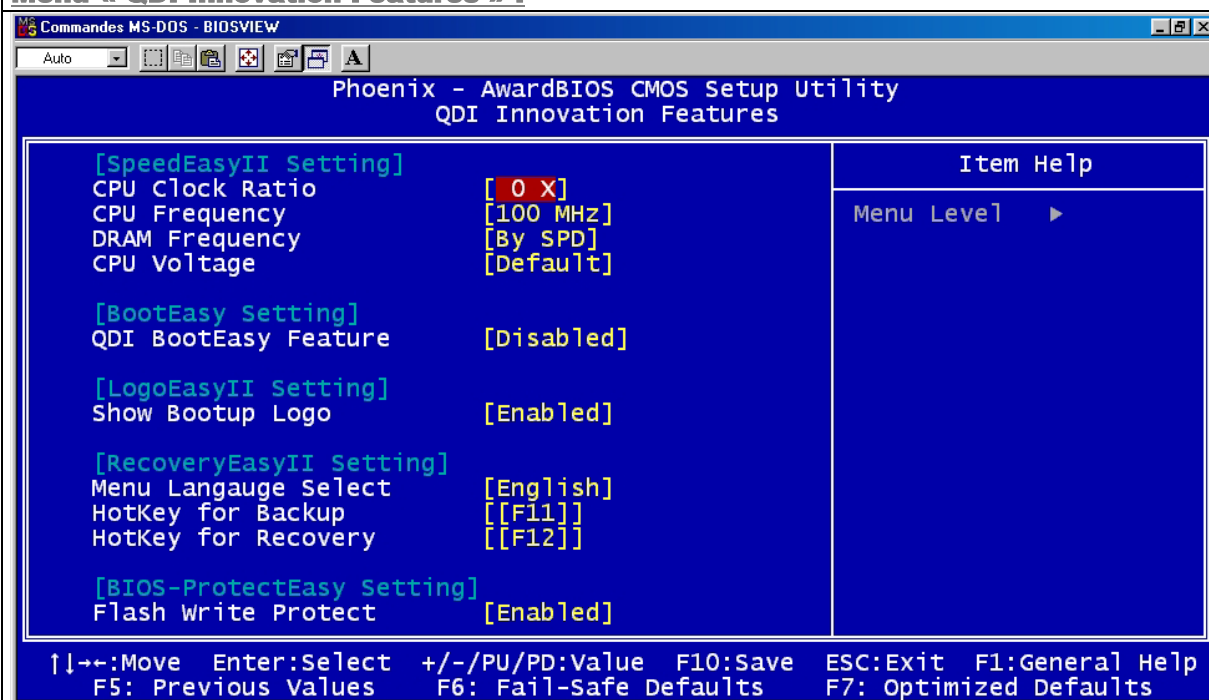 Menu « QDI Innovation Features » :
Commandes MS-DOS - BIOSVIEW
Auto
A
Phoenix - AwardBIOS CMOS Setup Utility
QDI Innovation Features
[SpeedEasyII Setting]
CPU Clock Ratio [ 0 X]
CPU Frequency [100 MHz]
DRAM Frequency [By SPD]
CPU Voltage [Default]
[BootEasy Setting]
QDI BootEasy Feature [Disabled]
[LogoEasyII Setting]
Show Bootup Logo [Enabled]
[RecoveryEasyII Setting]
Menu Langauge Select [English]
HotKey for Backup [[F11]]
HotKey for Recovery [[F12]]
[BIOS-ProtectEasy Setting]
Flash Write Protect [Enabled]
Item Help
Menu Level ▶
↑↓→←:Move Enter:Select +/-/PU/PD:Value F10:Save ESC:Exit F1:General Help
F5: Previous Values F6: Fail-Safe Defaults F7: Optimized Defaults